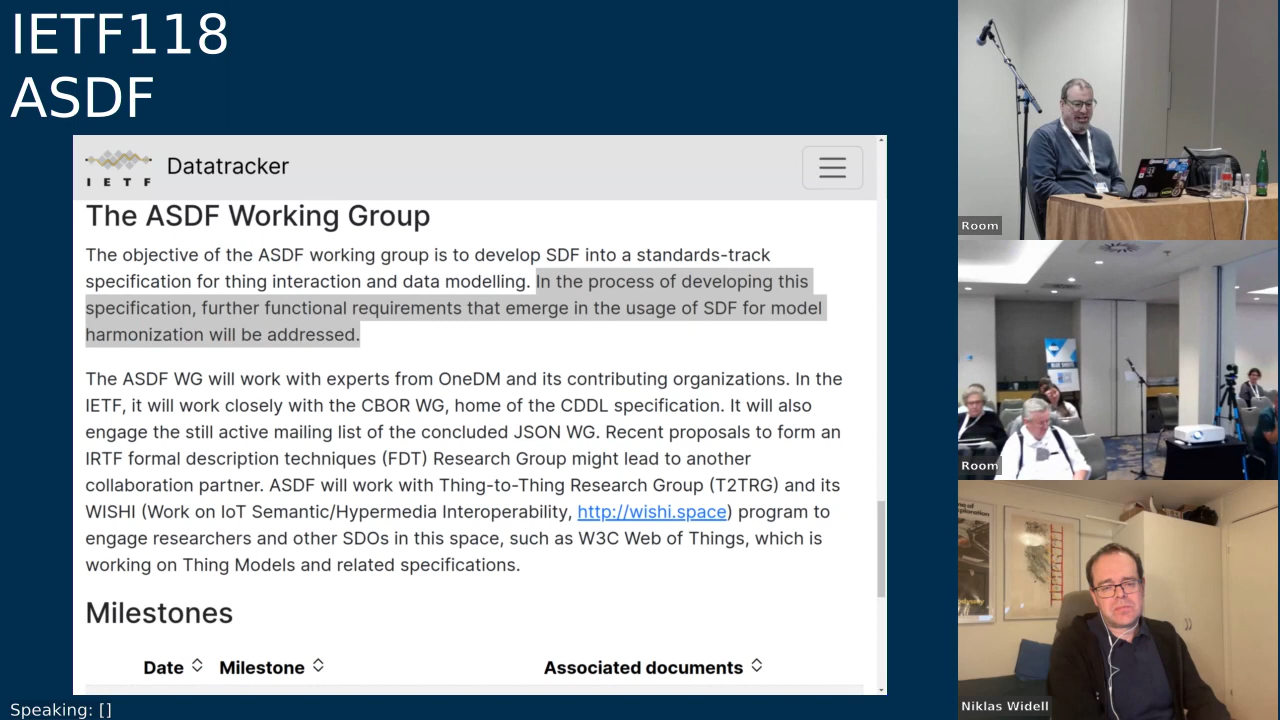 IETF118
ASDF
IETF
Datatracker
The ASDF Working Group
The objective of the ASDF working group is to develop SDF into a standards-track
specification for thing interaction and data modelling. In the process of developing this
specification, further functional requirements that emerge in the usage of SDF for model
harmonization will be addressed.
The ASDF WG will work with experts from OneDM and its contributing organizations. In the
IETF, it will work closely with the CBOR WG, home of the CDDL specification. It will also
engage the still active mailing list of the concluded JSON WG. Recent proposals to form an
IRTF formal description techniques (FDT) Research Group might lead to another
collaboration partner. ASDF will work with Thing-to-Thing Research Group (T2TRG) and its
WISHI (Work on IoT Semantic/Hypermedia Interoperability, http://wishi.space) program to
engage researchers and other SDOs in this space, such as W3C Web of Things, which is
working on Thing Models and related specifications.
Milestones
Date Milestone Associated documents
Speaking: []
Room
Room
Niklas Widell